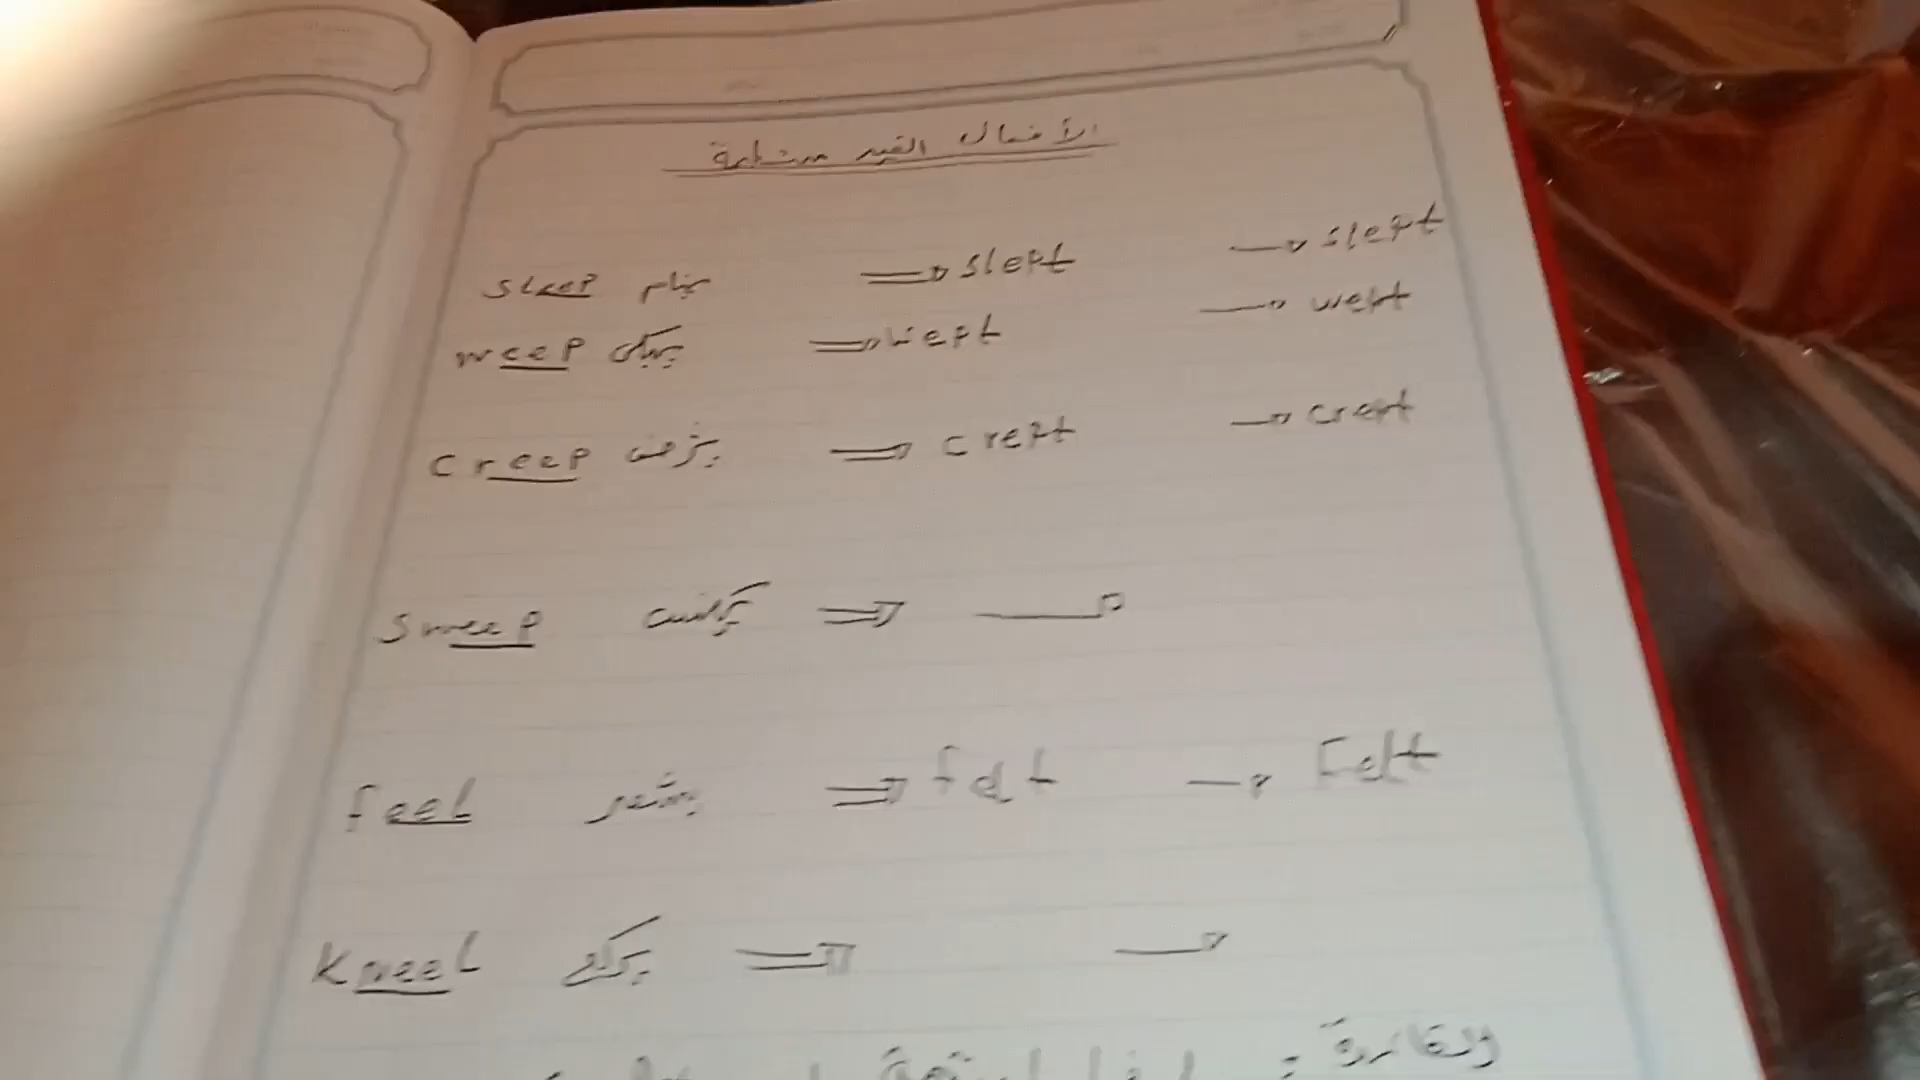 الأفعال الغير منتظمة
sleep ينام ⇒ slept → slept
weep يبكي ⇒ wept → wept
creep يزحف ⇒ crept → crept
sweep يكنس ⇒ →
feel يشعر ⇒ felt → felt
kneel يركع ⇒ →
والقاعدة :